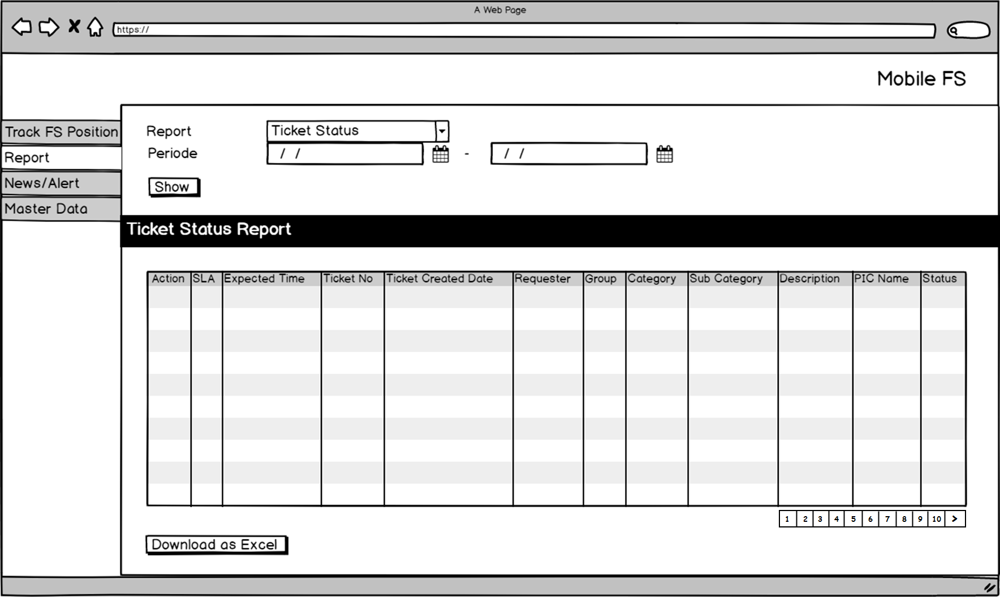 A Web Page
https://
Mobile FS
Track FS Position
Report
News/Alert
Master Data
Report Ticket Status
Periode / / - / /
Show
Ticket Status Report
Action SLA Expected Time Ticket No Ticket Created Date Requester Group Category Sub Category Description PIC Name Status
1 2 3 4 5 6 7 8 9 10 >
Download as Excel